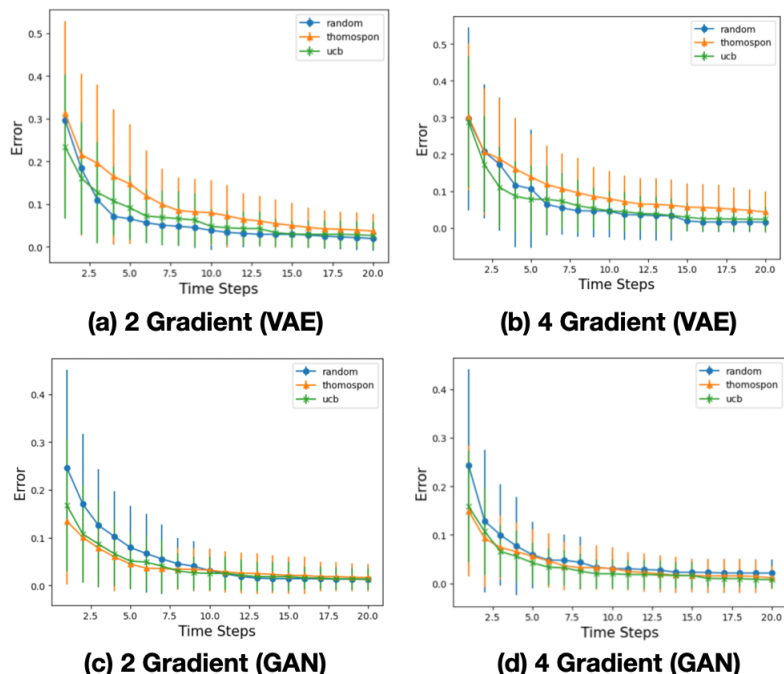 0.5
0.4
0.3
0.2
0.1
0.0
Error
random
thomospon
ucb
2.5 5.0 7.5 10.0 12.5 15.0 17.5 20.0
Time Steps
(a) 2 Gradient (VAE)
0.5
0.4
0.3
0.2
0.1
0.0
Error
random
thomospon
ucb
2.5 5.0 7.5 10.0 12.5 15.0 17.5 20.0
Time Steps
(b) 4 Gradient (VAE)
0.4
0.3
0.2
0.1
0.0
Error
random
thomospon
ucb
2.5 5.0 7.5 10.0 12.5 15.0 17.5 20.0
Time Steps
(c) 2 Gradient (GAN)
0.4
0.3
0.2
0.1
0.0
Error
random
thomospon
ucb
2.5 5.0 7.5 10.0 12.5 15.0 17.5 20.0
Time Steps
(d) 4 Gradient (GAN)